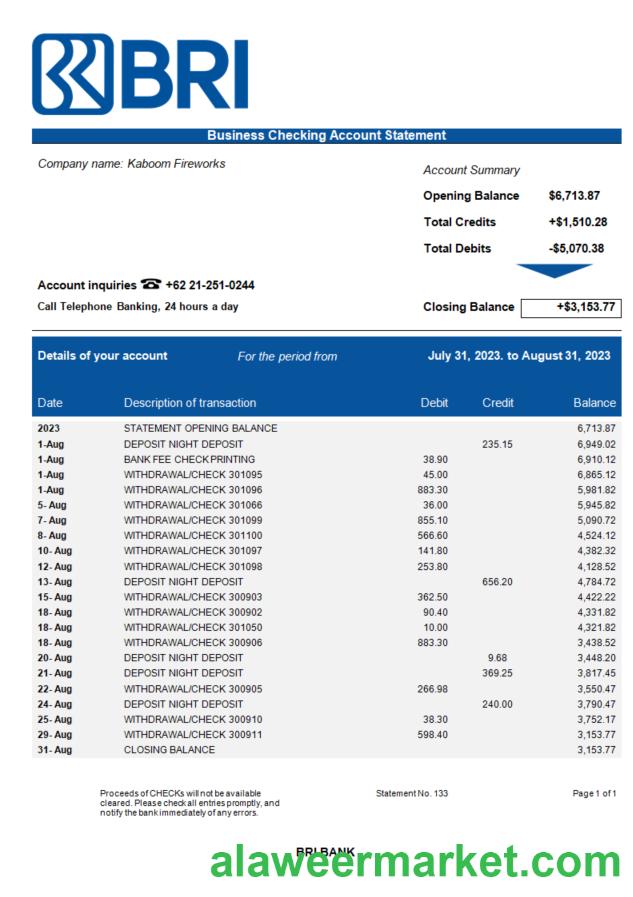 BRI
Business Checking Account Statement
Company name: Kaboom Fireworks
Account Summary
Opening Balance $6,713.87
Total Credits +$1,510.28
Total Debits -$5,070.38
Account inquiries ☎ +62 21-251-0244
Call Telephone Banking, 24 hours a day
Closing Balance +$3,153.77
Details of your account For the period from July 31, 2023. to August 31, 2023
Date Description of transaction Debit Credit Balance
2023 STATEMENT OPENING BALANCE 6,713.87
1-Aug DEPOSIT NIGHT DEPOSIT 235.15 6,949.02
1-Aug BANK FEE CHECK PRINTING 38.90 6,910.12
1-Aug WITHDRAWAL/CHECK 301095 45.00 6,865.12
1-Aug WITHDRAWAL/CHECK 301096 883.30 5,981.82
5- Aug WITHDRAWAL/CHECK 301066 36.00 5,945.82
7- Aug WITHDRAWAL/CHECK 301099 855.10 5,090.72
8- Aug WITHDRAWAL/CHECK 301100 566.60 4,524.12
10- Aug WITHDRAWAL/CHECK 301097 141.80 4,382.32
12- Aug WITHDRAWAL/CHECK 301098 253.80 4,128.52
13- Aug DEPOSIT NIGHT DEPOSIT 656.20 4,784.72
15- Aug WITHDRAWAL/CHECK 300903 362.50 4,422.22
18- Aug WITHDRAWAL/CHECK 300902 90.40 4,331.82
18- Aug WITHDRAWAL/CHECK 301050 10.00 4,321.82
18- Aug WITHDRAWAL/CHECK 300906 883.30 3,438.52
20- Aug DEPOSIT NIGHT DEPOSIT 9.68 3,448.20
21- Aug DEPOSIT NIGHT DEPOSIT 369.25 3,817.45
22- Aug WITHDRAWAL/CHECK 300905 266.98 3,550.47
24- Aug DEPOSIT NIGHT DEPOSIT 240.00 3,790.47
25- Aug WITHDRAWAL/CHECK 300910 38.30 3,752.17
29- Aug WITHDRAWAL/CHECK 300911 598.40 3,153.77
31- Aug CLOSING BALANCE 3,153.77
Proceeds of CHECKs will not be available
cleared. Please check all entries promptly, and
notify the bank immediately of any errors.
Statement No. 133
Page 1 of 1
BRI BANK
alaweermarket.com